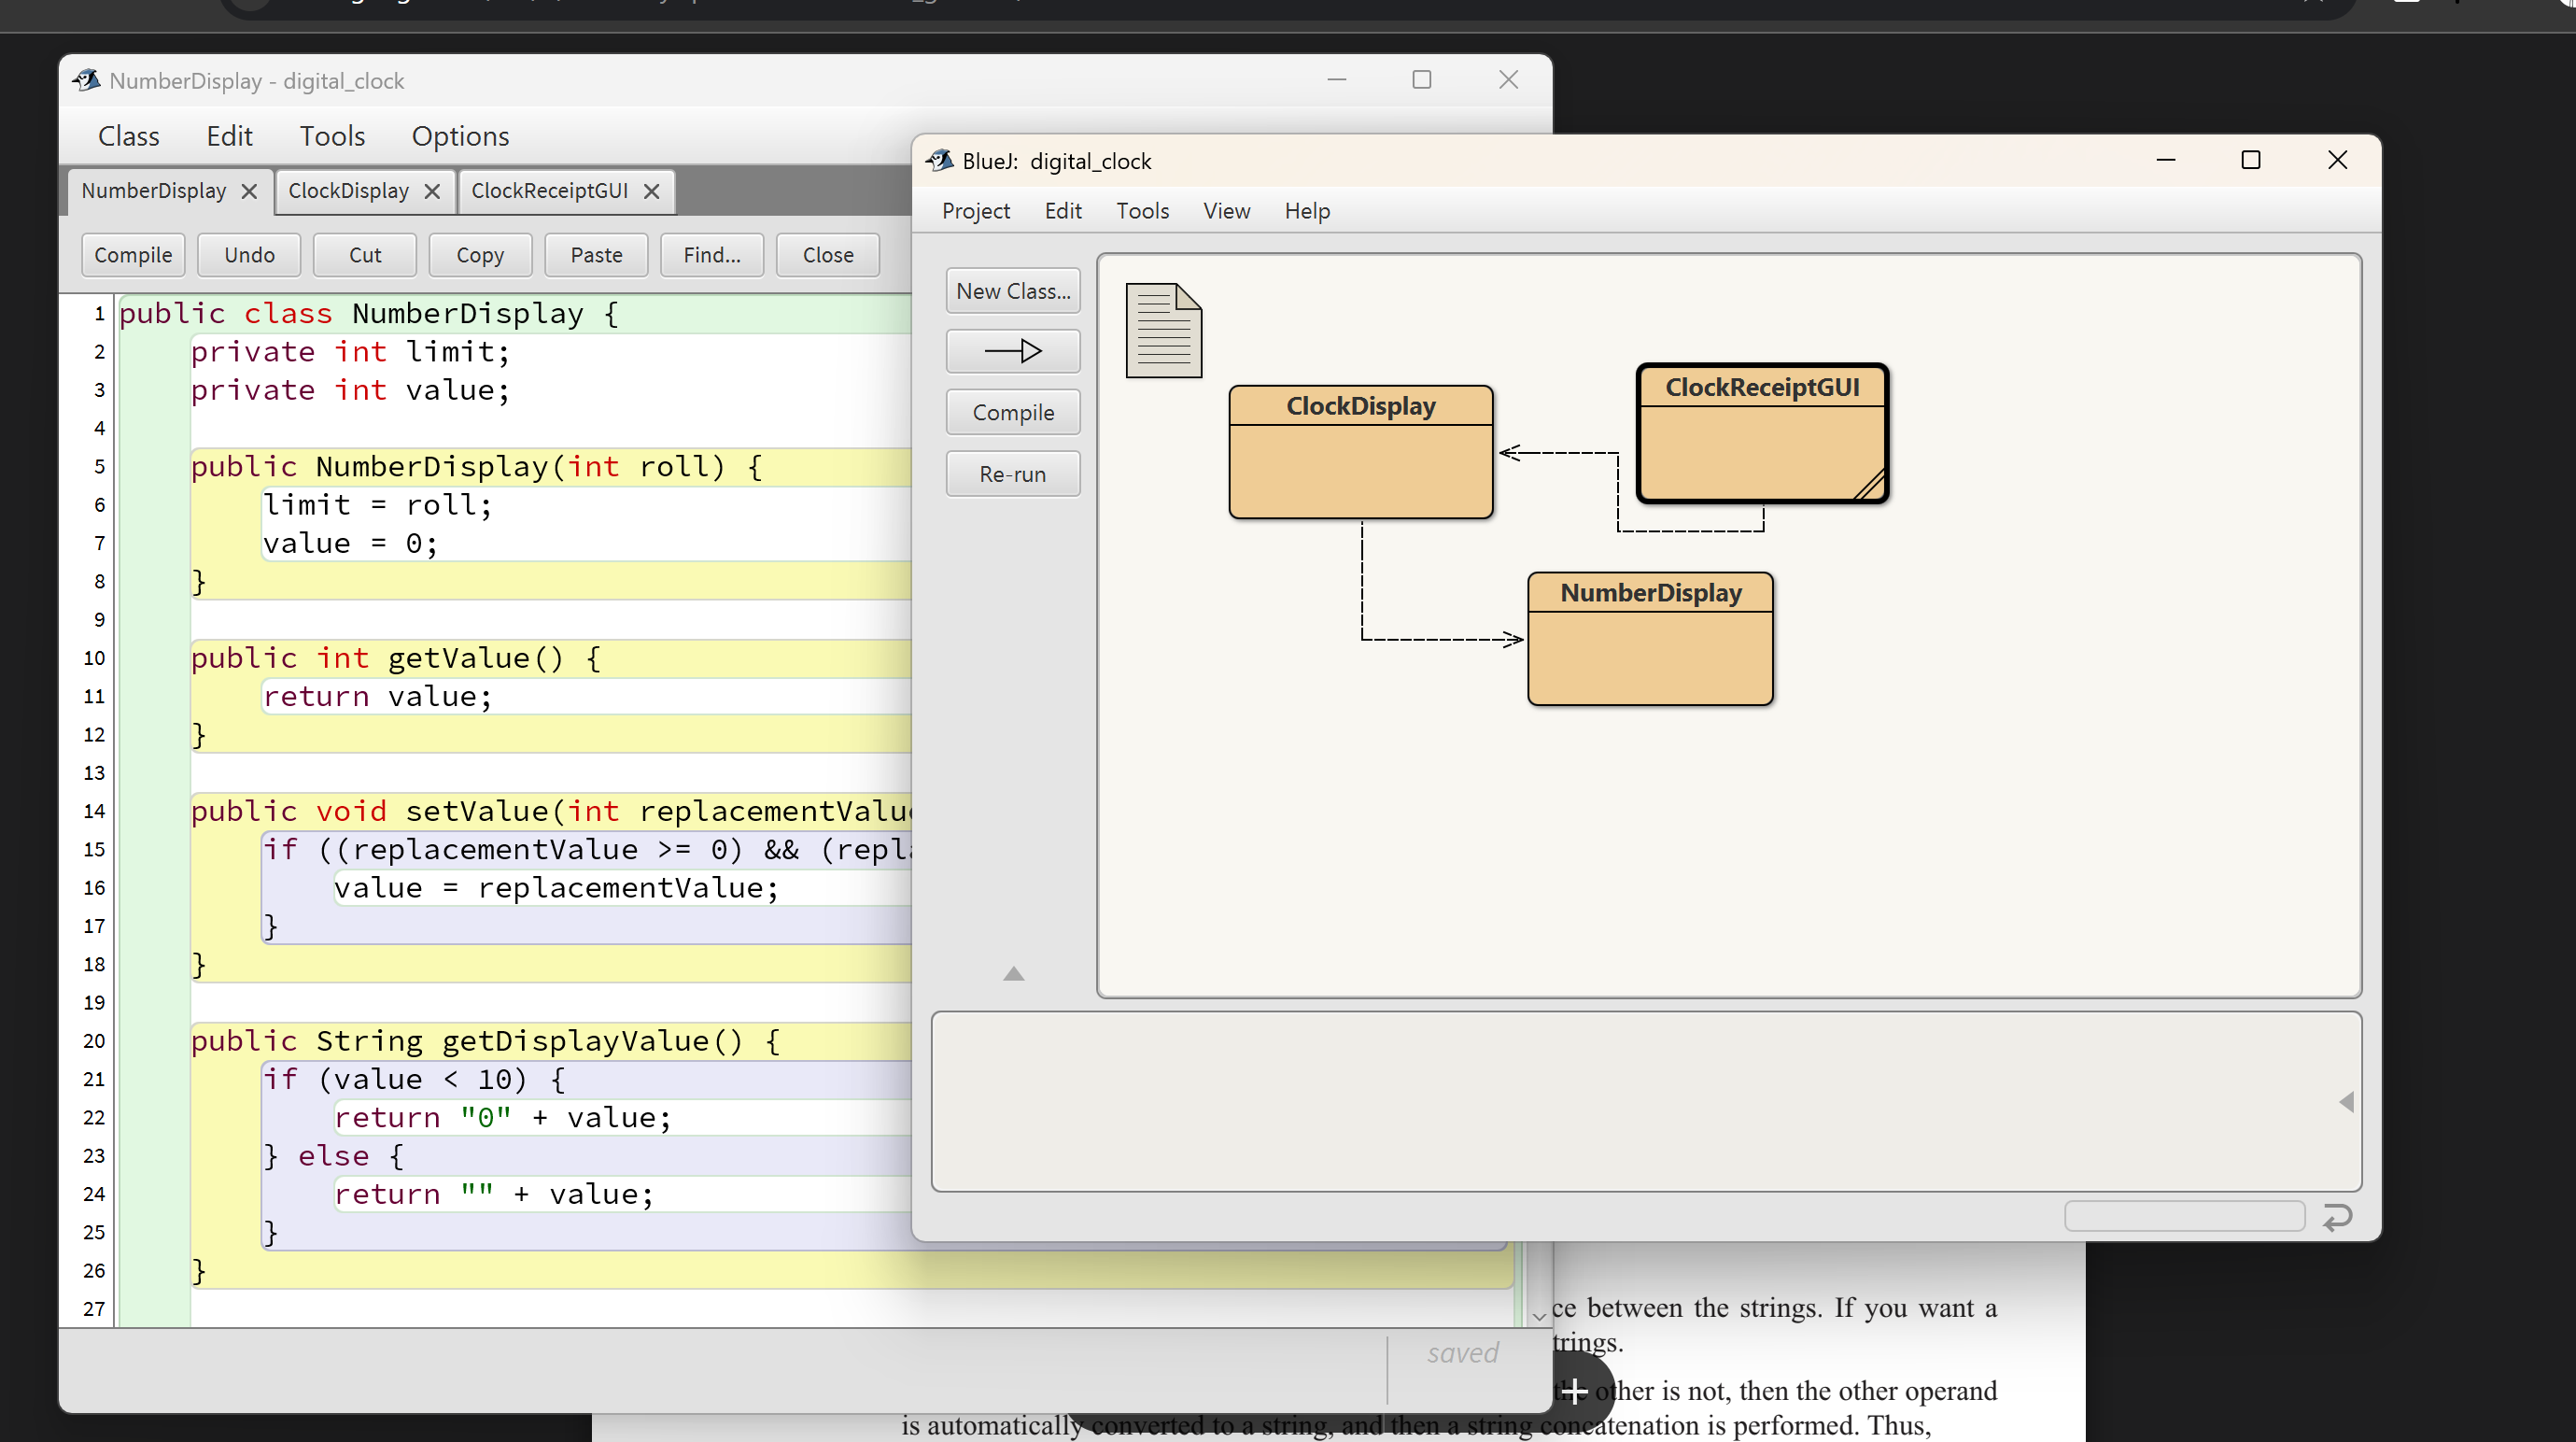 NumberDisplay - digital_clock
Class Edit Tools Options
NumberDisplay ClockDisplay ClockReceiptGUI
Compile Undo Cut Copy Paste Find... Close
1 public class NumberDisplay {
2 private int limit;
3 private int value;
4
5 public NumberDisplay(int roll) {
6 limit = roll;
7 value = 0;
8 }
9
10 public int getValue() {
11 return value;
12 }
13
14 public void setValue(int replacementValu
15 if ((replacementValue >= 0) && (repl
16 value = replacementValue;
17 }
18 }
19
20 public String getDisplayValue() {
21 if (value < 10) {
22 return "0" + value;
23 } else {
24 return "" + value;
25 }
26 }
27
saved
BlueJ: digital_clock
Project Edit Tools View Help
New Class...
Compile
Re-run
ClockDisplay
ClockReceiptGUI
NumberDisplay
ce between the strings. If you want a
trings.
the other is not, then the other operand
is automatically converted to a string, and then a string concatenation is performed. Thus,